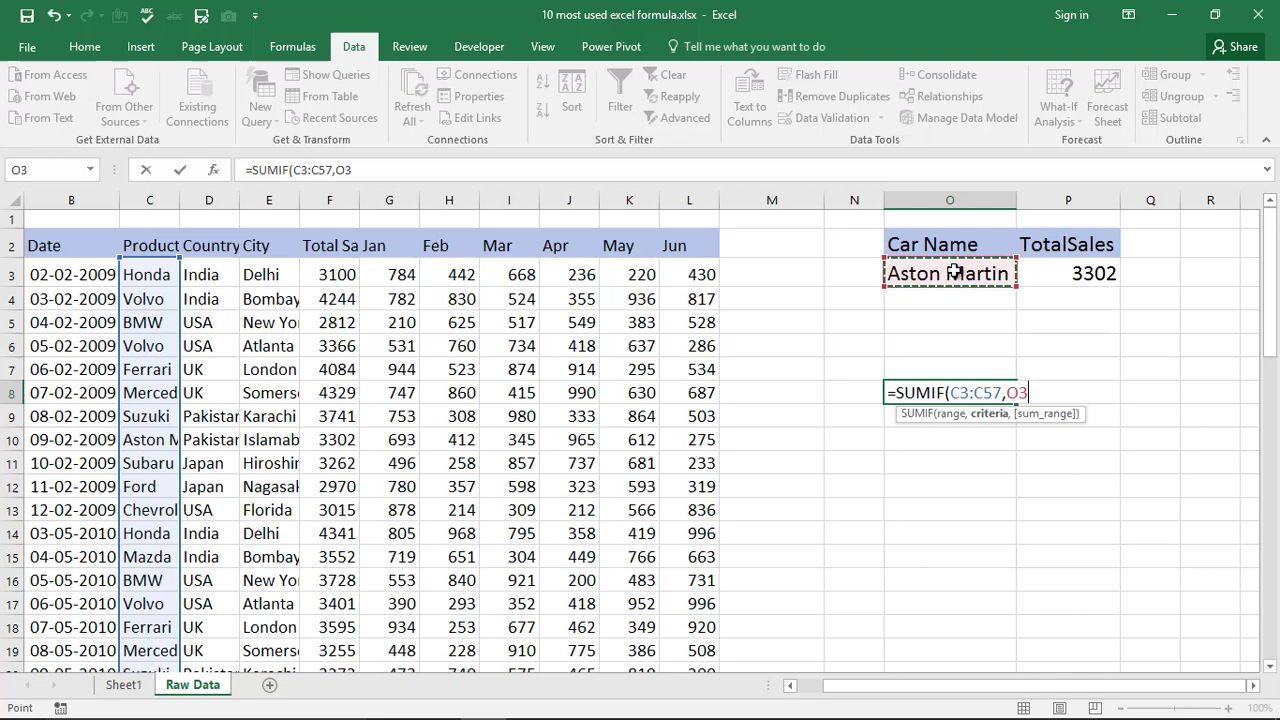 10 most used excel formula.xlsx - Excel
Sign in
File Home Insert Page Layout Formulas Data Review View Developer Power Pivot Tell me what you want to do Share
From Access
From Web
From Text
From Other Sources
Existing Connections
Get External Data
New Query
Show Queries
From Table
Recent Sources
Get & Transform
Refresh All
Connections
Properties
Edit Links
Connections
Sort
Filter
Clear
Reapply
Advanced
Sort & Filter
Text to Columns
Flash Fill
Remove Duplicates
Data Validation
Consolidate
Relationships
Manage Data Model
Data Tools
What-If Analysis
Forecast Sheet
Forecast
Group
Ungroup
Subtotal
O3 fx =SUMIF(C3:C57,O3
B C D E F G H I J K L M N O P Q R
1
2 Date Product Country City Total Sa Jan Feb Mar Apr May Jun Car Name TotalSales
3 02-02-2009 Honda India Delhi 3100 784 442 668 236 220 430 Aston Martin 3302
4 03-02-2009 Volvo India Bombay 4244 782 830 524 355 936 817
5 04-02-2009 BMW USA New Yo 2812 210 625 517 549 383 528
6 05-02-2009 Volvo USA Atlanta 3366 531 760 734 418 637 286
7 06-02-2009 Ferrari UK London 4084 944 523 874 914 295 534
8 07-02-2009 Merced UK Somers 4329 747 860 415 990 630 687 =SUMIF(C3:C57,O3
9 08-02-2009 Suzuki Pakistan Karachi 3741 753 308 980 333 864 503 SUMIF(range, criteria, [sum_range])
10 09-02-2009 Aston M Pakistan Islamab 3302 693 412 345 965 612 275
11 10-02-2009 Subaru Japan Hiroshi 3262 496 258 857 737 681 233
12 11-02-2009 Ford Japan Nagasak 2970 780 357 598 323 593 319
13 12-02-2009 Chevrol USA Florida 3015 878 214 309 212 566 836
14 03-05-2010 Honda India Delhi 4341 805 968 795 358 419 996
15 04-05-2010 Mazda India Bombay 3552 719 651 304 449 766 663
16 05-05-2010 BMW USA New Yo 3728 553 840 921 200 483 731
17 06-05-2010 Volvo USA Atlanta 3401 390 293 352 418 952 996
18 07-05-2010 Ferrari UK London 3595 934 253 677 462 349 920
19 08-05-2010 Merced UK Somers 3255 448 228 910 775 386 508
Sheet1 Raw Data
Point 100%